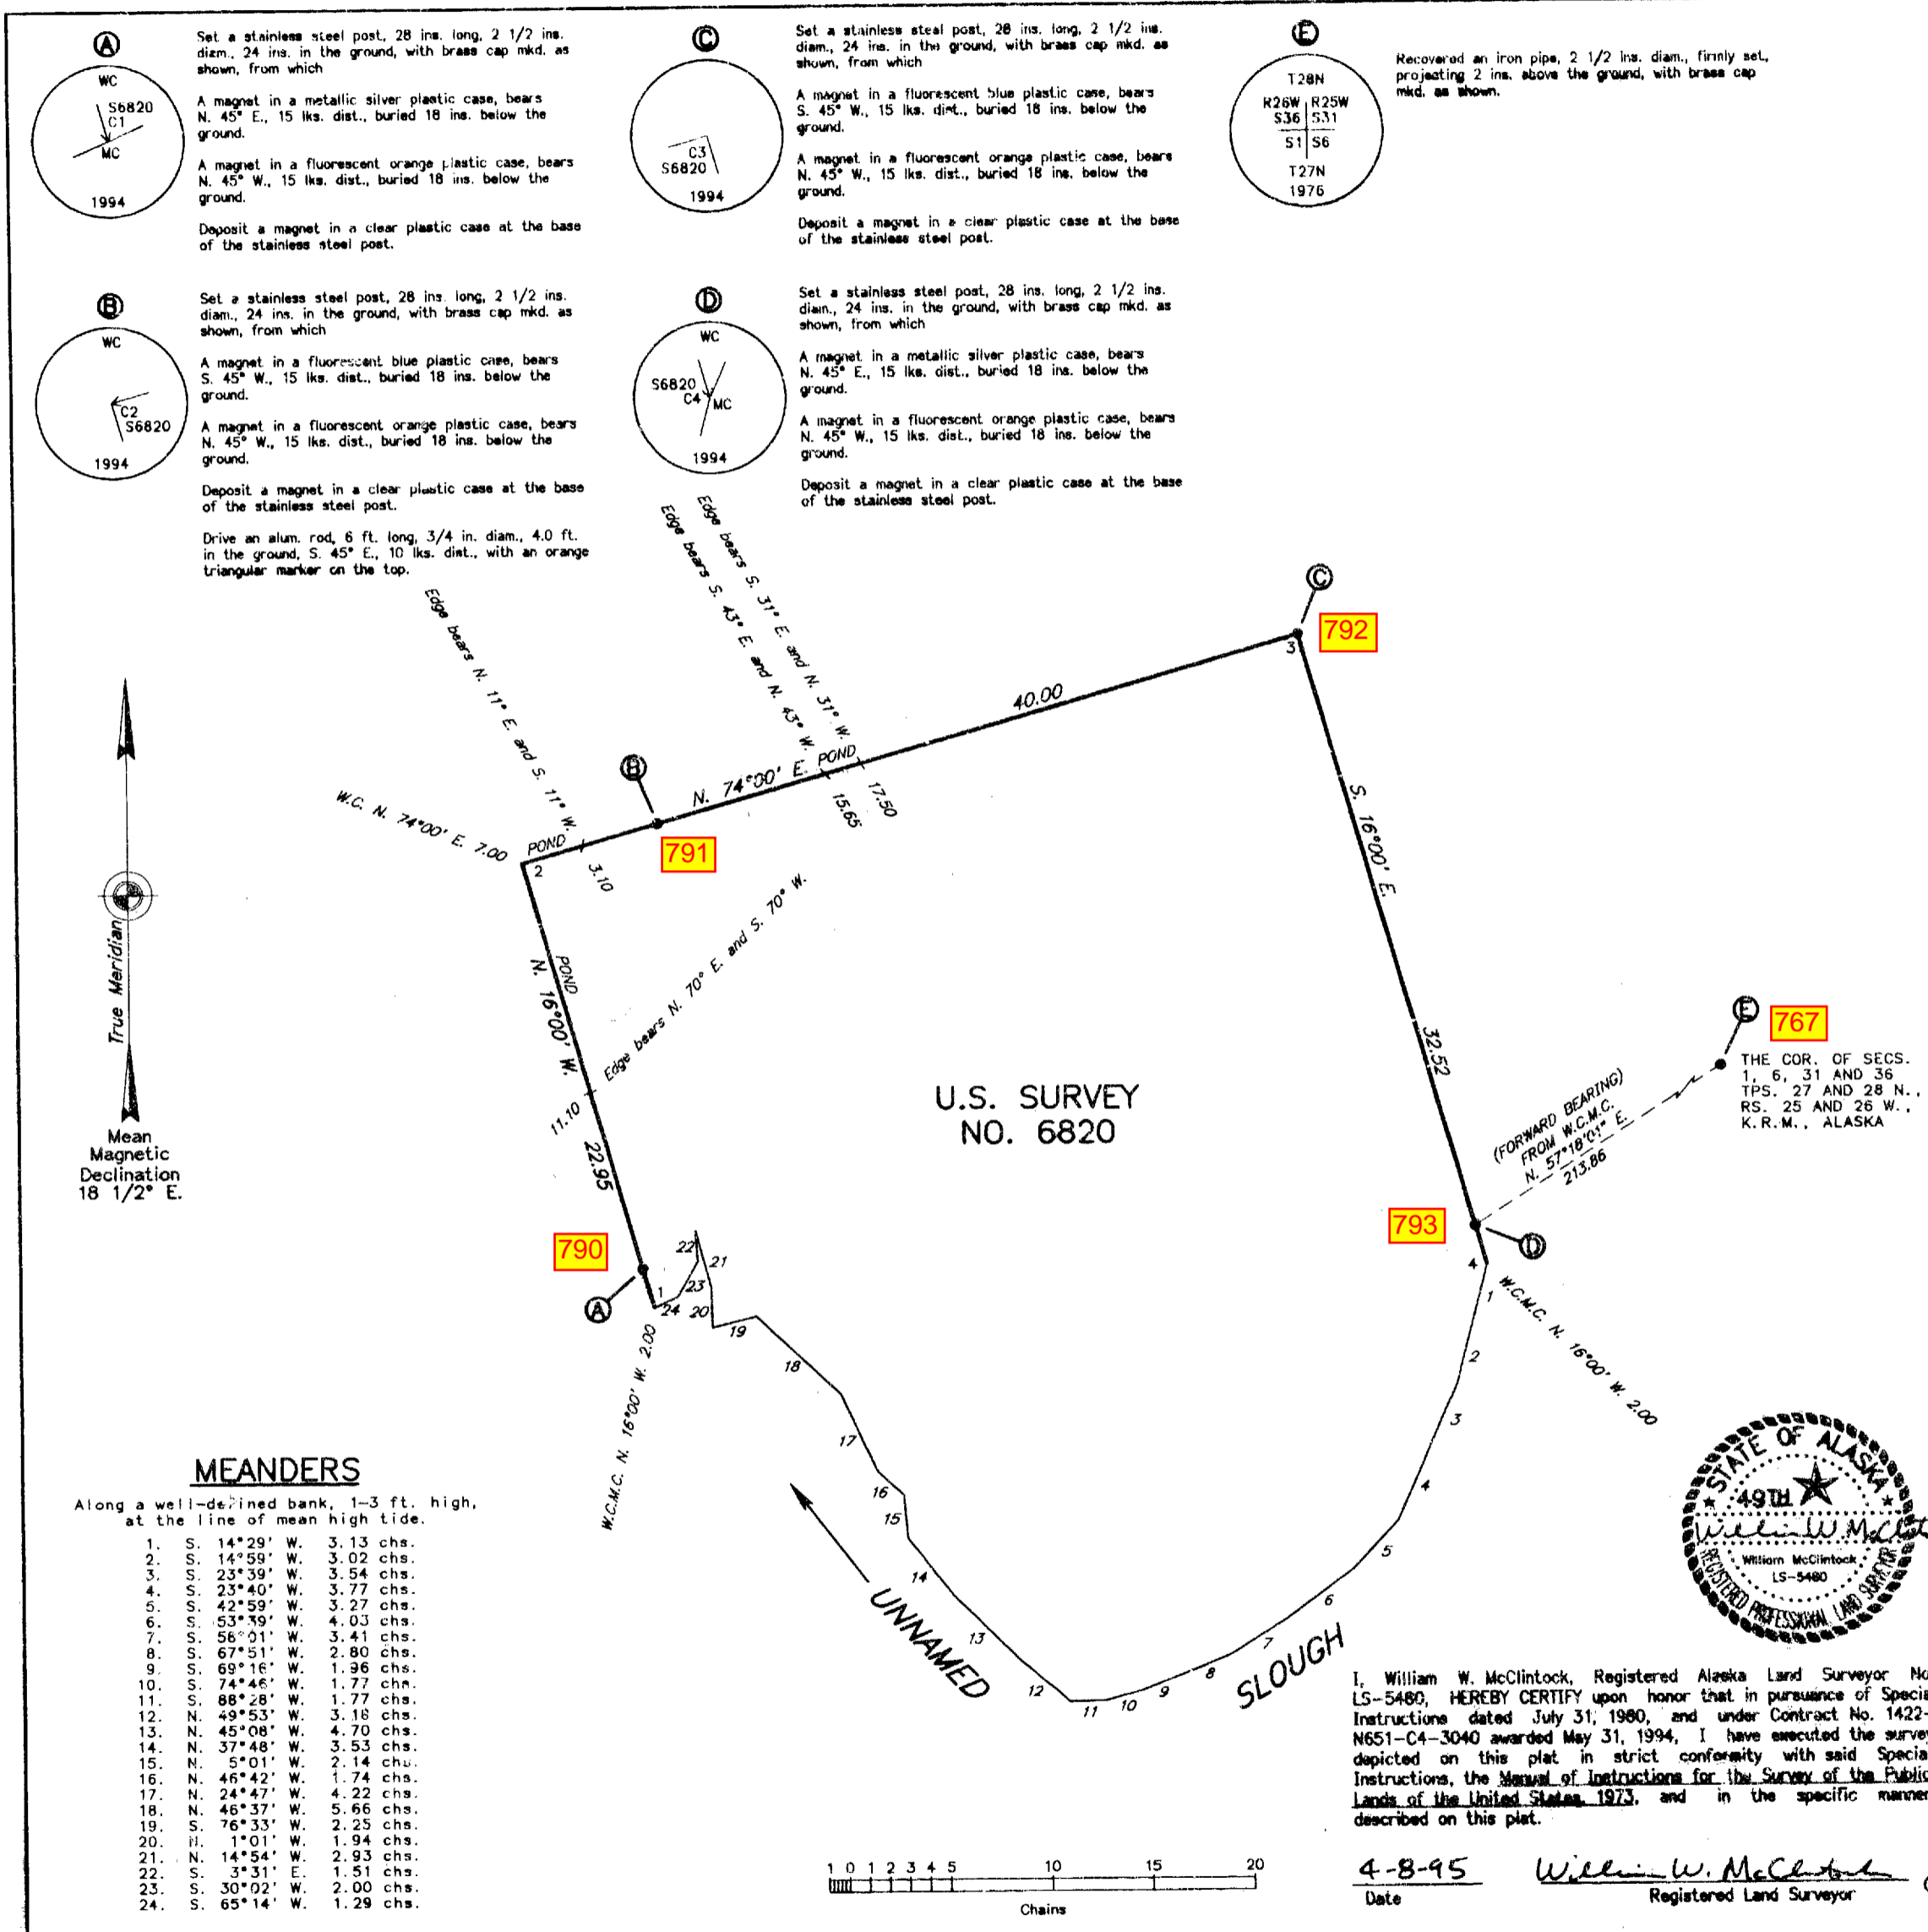 A
WC
S6820
C1
MC
1994
Set a stainless steel post, 28 ins. long, 2 1/2 ins.
diam., 24 ins. in the ground, with brass cap mkd. as
shown, from which
A magnet in a metallic silver plastic case, bears
N. 45° E., 15 lks. dist., buried 18 ins. below the
ground.
A magnet in a fluorescent orange plastic case, bears
N. 45° W., 15 lks. dist., buried 18 ins. below the
ground.
Deposit a magnet in a clear plastic case at the base
of the stainless steel post.
C
C3
S6820
1994
Set a stainless steel post, 28 ins. long, 2 1/2 ins.
diam., 24 ins. in the ground, with brass cap mkd. as
shown, from which
A magnet in a fluorescent blue plastic case, bears
S. 45° W., 15 lks. dist., buried 18 ins. below the
ground.
A magnet in a fluorescent orange plastic case, bears
N. 45° W., 15 lks. dist., buried 18 ins. below the
ground.
Deposit a magnet in a clear plastic case at the base
of the stainless steel post.
E
T28N
R26W R25W
S36 S31
S1 S6
T27N
1976
Recovered an iron pipe, 2 1/2 ins. diam., firmly set,
projecting 2 ins. above the ground, with brass cap
mkd. as shown.
B
WC
C2
S6820
1994
Set a stainless steel post, 28 ins. long, 2 1/2 ins.
diam., 24 ins. in the ground, with brass cap mkd. as
shown, from which
A magnet in a fluorescent blue plastic case, bears
S. 45° W., 15 lks. dist., buried 18 ins. below the
ground.
A magnet in a fluorescent orange plastic case, bears
N. 45° W., 15 lks. dist., buried 18 ins. below the
ground.
Deposit a magnet in a clear plastic case at the base
of the stainless steel post.
Drive an alum. rod, 6 ft. long, 3/4 in. diam., 4.0 ft.
in the ground, S. 45° E., 10 lks. dist., with an orange
triangular marker on the top.
D
WC
S6820
C4 MC
1994
Set a stainless steel post, 28 ins. long, 2 1/2 ins.
diam., 24 ins. in the ground, with brass cap mkd. as
shown, from which
A magnet in a metallic silver plastic case, bears
N. 45° E., 15 lks. dist., buried 18 ins. below the
ground.
A magnet in a fluorescent orange plastic case, bears
N. 45° W., 15 lks. dist., buried 18 ins. below the
ground.
Deposit a magnet in a clear plastic case at the base
of the stainless steel post.
Edge bears N. 11° E. and S. 11° W.
Edge bears S. 43° E. and N. 43° W.
Edge bears S. 31° E. and N. 31° W.
C
792
3
40.00
B
N. 74°00' E.
POND
17.50
15.65
W.C. N. 74°00' E. 7.00
POND
2
3.10
791
S. 16°00' E.
32.52
POND
N. 16°00' W.
Edge bears N. 70° E. and S. 70° W.
11.10
22.95
True Meridian
Mean
Magnetic
Declination
18 1/2° E.
U.S. SURVEY
NO. 6820
E
767
THE COR. OF SECS.
1, 6, 31 AND 36
TPS. 27 AND 28 N.,
RS. 25 AND 26 W.,
K.R.M., ALASKA
(FORWARD BEARING)
FROM W.C.M.C.
N. 57°18'01" E.
213.86
793
D
4
W.C.M.C. N. 16°00' W. 2.00
790
A
1
W.C.M.C. N. 16°00' W. 2.00
22
21
23
24
20
19
18
17
16
15
14
13
12
11
10
9
8
7
6
5
4
3
2
1
UNNAMED
SLOUGH
MEANDERS
Along a well-defined bank, 1-3 ft. high,
at the line of mean high tide.
1. S. 14°29' W. 3.13 chs.
2. S. 14°59' W. 3.02 chs.
3. S. 23°39' W. 3.54 chs.
4. S. 23°40' W. 3.77 chs.
5. S. 42°59' W. 3.27 chs.
6. S. 53°39' W. 4.03 chs.
7. S. 56°01' W. 3.41 chs.
8. S. 67°51' W. 2.80 chs.
9. S. 69°16' W. 1.96 chs.
10. S. 74°46' W. 1.77 chs.
11. S. 88°28' W. 1.77 chs.
12. N. 49°53' W. 3.16 chs.
13. N. 45°08' W. 4.70 chs.
14. N. 37°48' W. 3.53 chs.
15. N. 5°01' W. 2.14 chs.
16. N. 46°42' W. 1.74 chs.
17. N. 24°47' W. 4.22 chs.
18. N. 46°37' W. 5.66 chs.
19. S. 76°33' W. 2.25 chs.
20. N. 1°01' W. 1.94 chs.
21. N. 14°54' W. 2.93 chs.
22. S. 3°31' E. 1.51 chs.
23. S. 30°02' W. 2.00 chs.
24. S. 65°14' W. 1.29 chs.
1 0 1 2 3 4 5 10 15 20
Chains
STATE OF ALASKA
49TH
William W. McClint
William McClintock
LS-5480
REGISTERED PROFESSIONAL LAND SURVEYOR
I, William W. McClintock, Registered Alaska Land Surveyor No
LS-5480, HEREBY CERTIFY upon honor that in pursuance of Specia
Instructions dated July 31, 1980, and under Contract No. 1422-
N651-C4-3040 awarded May 31, 1994, I have executed the survey
depicted on this plat in strict conformity with said Specia
Instructions, the Manual of Instructions for the Survey of the Public
Lands of the United States, 1973, and in the specific manner
described on this plat.
4-8-95
Date
William W. McClintock
Registered Land Surveyor